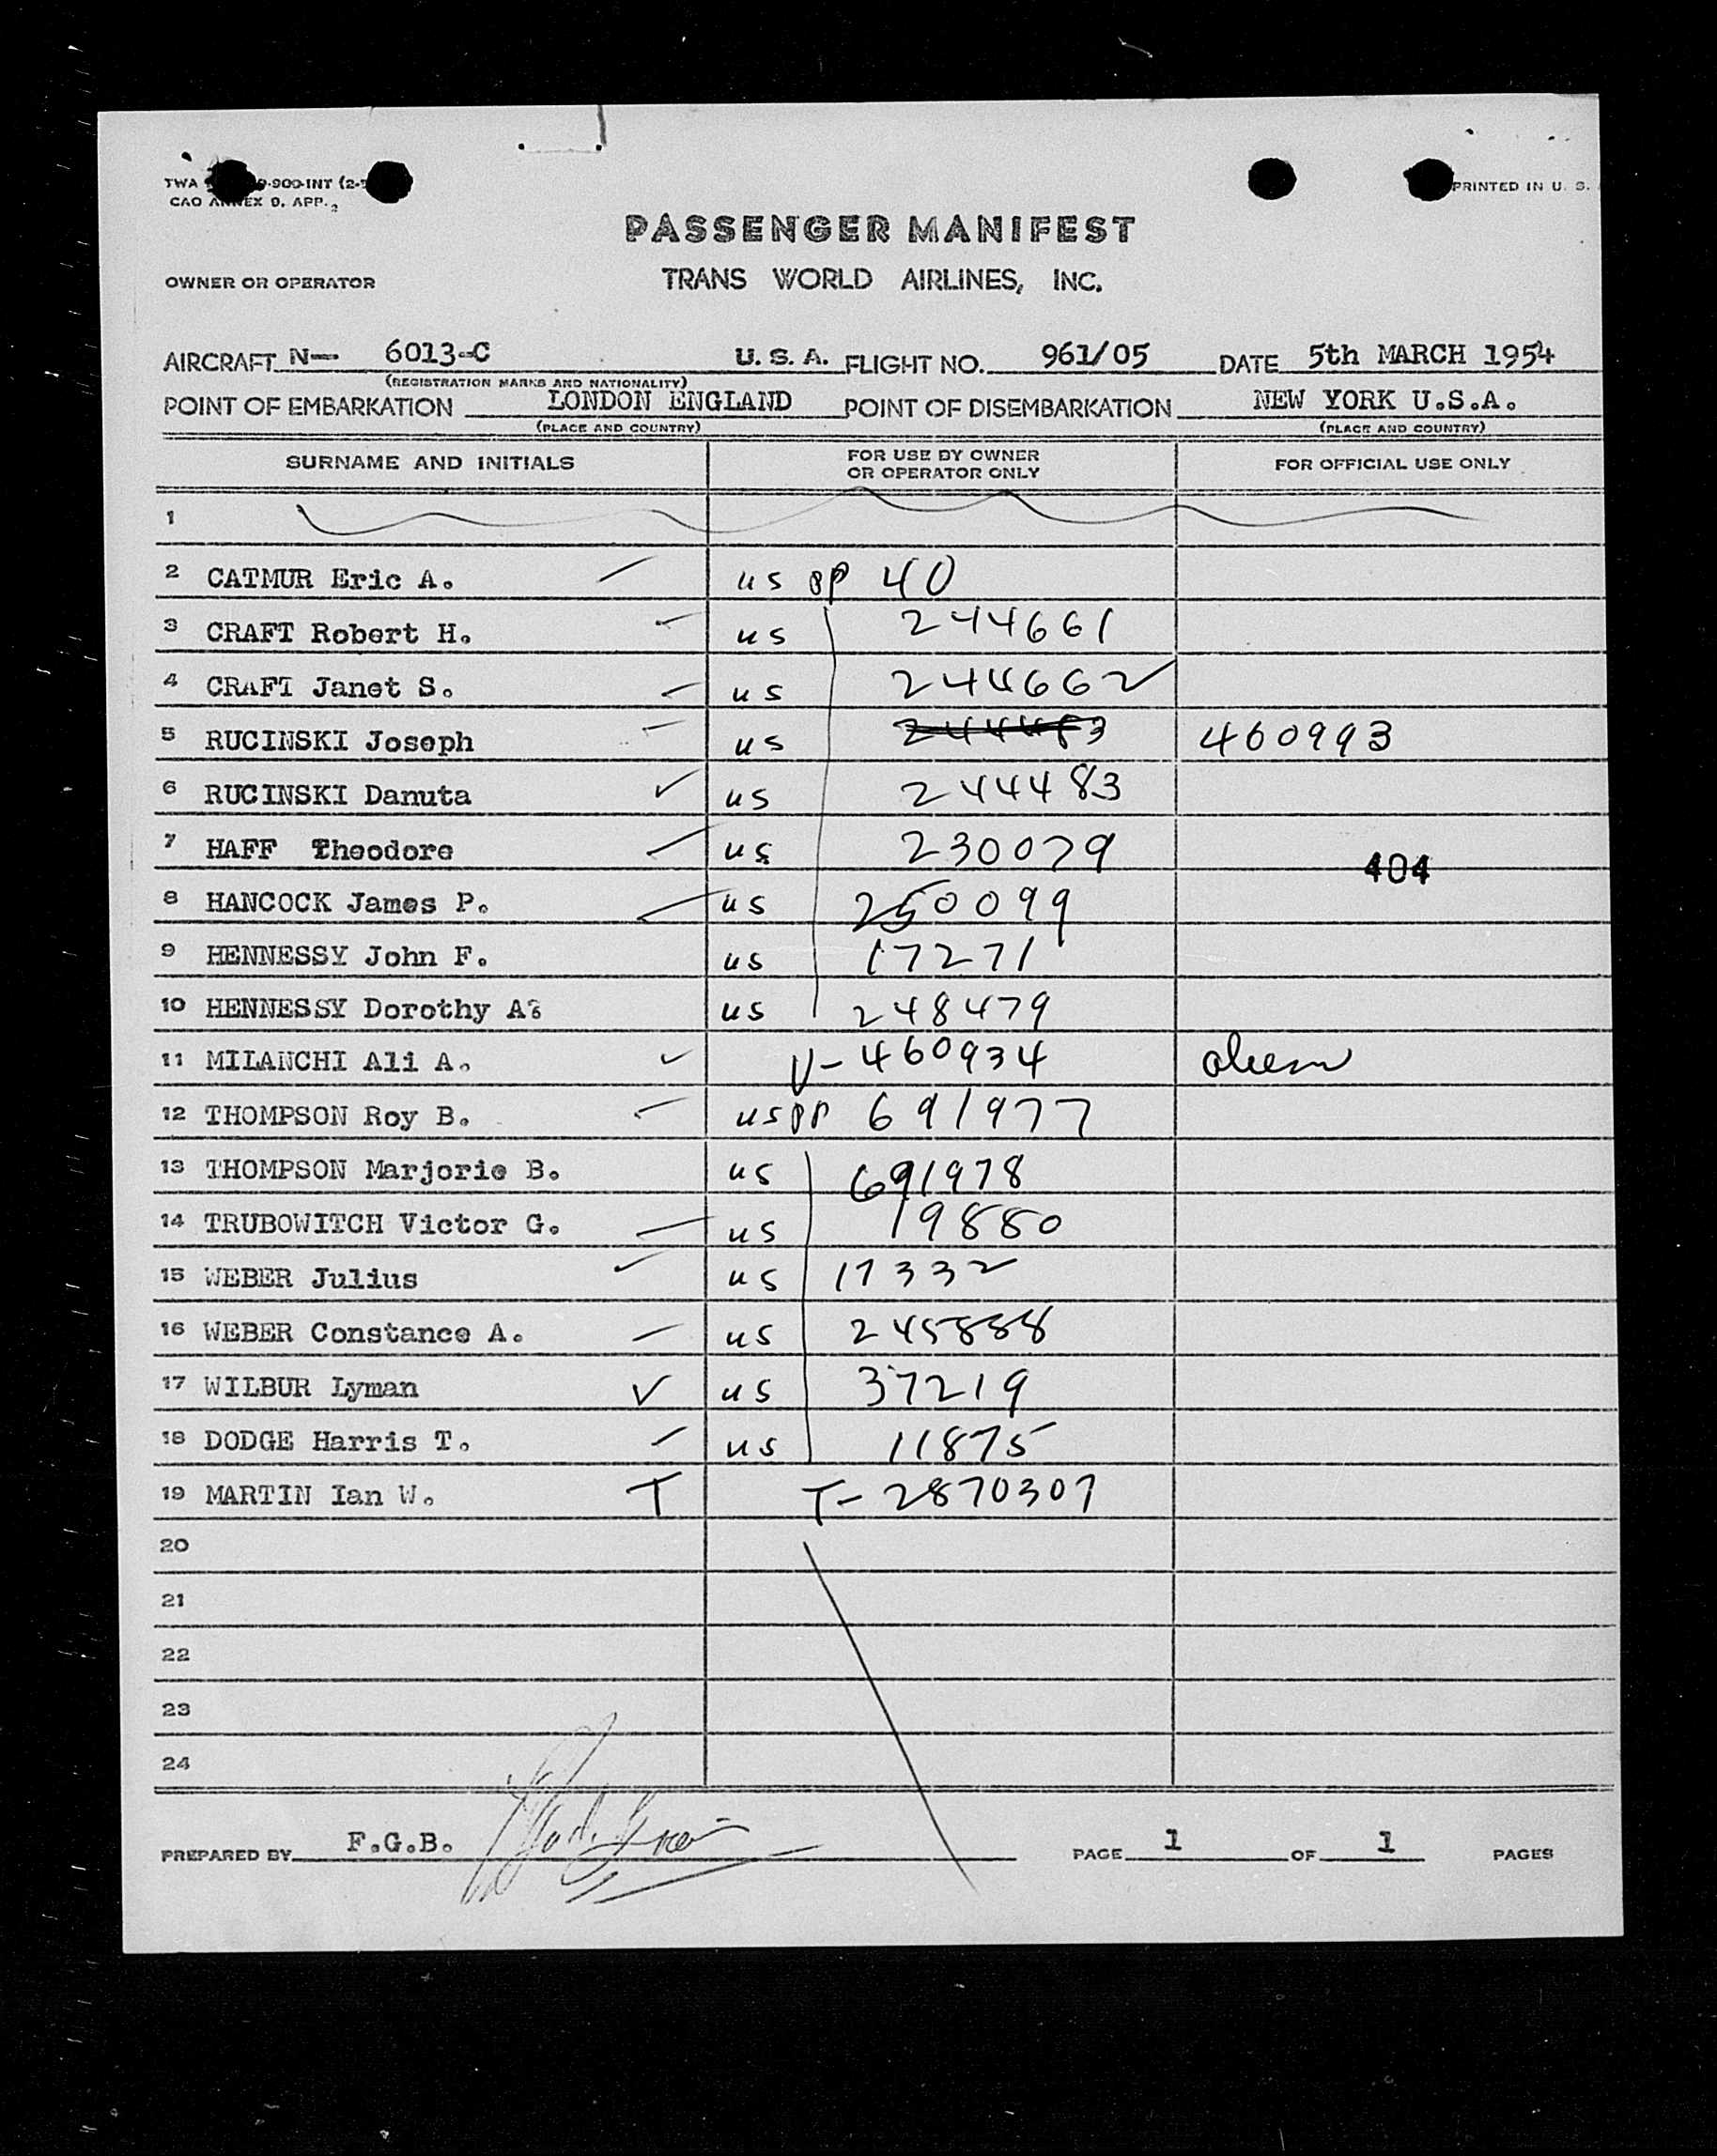 TWA
9-900-INT (2-
PRINTED IN U. S.
CAO ANNEX 9. APP. 2
PASSENGER MANIFEST
OWNER OR OPERATOR
TRANS WORLD AIRLINES, INC.
AIRCRAFT N— 6013-C U. S. A. FLIGHT NO. 961/05 DATE 5th MARCH 1954
(REGISTRATION MARKS AND NATIONALITY)
POINT OF EMBARKATION LONDON ENGLAND POINT OF DISEMBARKATION NEW YORK U.S.A.
(PLACE AND COUNTRY) (PLACE AND COUNTRY)
SURNAME AND INITIALS FOR USE BY OWNER OR OPERATOR ONLY FOR OFFICIAL USE ONLY
1
2 CATMUR Eric A. us pp 40
3 CRAFT Robert H. us 244661
4 CRAFT Janet S. us 244662
5 RUCINSKI Joseph us 244483 460993
6 RUCINSKI Danuta us 244483
7 HAFF Theodore us 230079
404
8 HANCOCK James P. us 250099
9 HENNESSY John F. us 17271
10 HENNESSY Dorothy A. us 248479
11 MILANCHI Ali A. V-460934
12 THOMPSON Roy B. us pp 691977
13 THOMPSON Marjorie B. us 691978
14 TRUBOWITCH Victor G. us 19880
15 WEBER Julius us 17332
16 WEBER Constance A. us 245888
17 WILBUR Lyman us 37219
18 DODGE Harris T. us 11875
19 MARTIN Ian W. T T-2870307
20
21
22
23
24
PREPARED BY F.G.B. PAGE 1 OF 1 PAGES